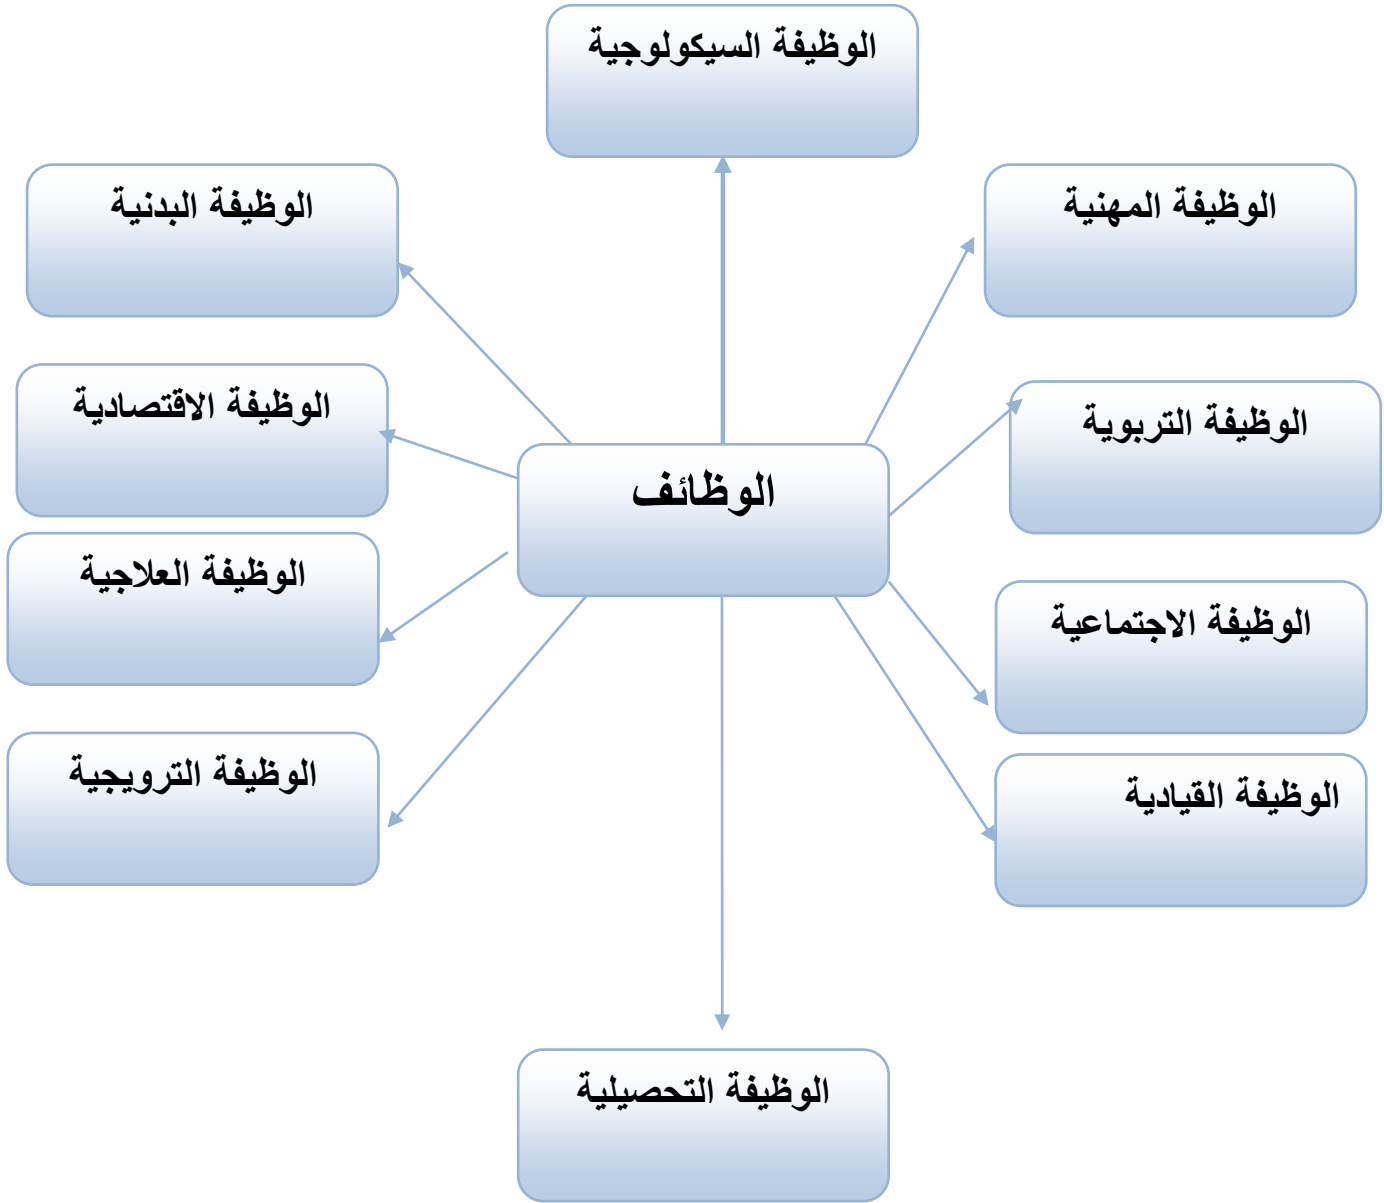 الوظيفة السيكولوجية
الوظيفة المهنية
الوظيفة البدنية
الوظيفة الاقتصادية
الوظيفة التربوية
الوظائف
الوظيفة العلاجية
الوظيفة الاجتماعية
الوظيفة الترويجية
الوظيفة القيادية
الوظيفة التحصيلية